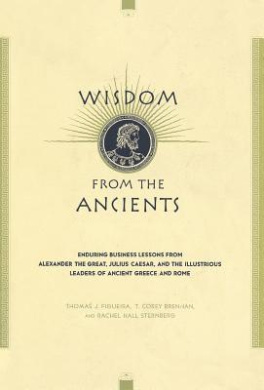 WISDOM
FROM THE
ANCIENTS
ENDURING BUSINESS LESSONS FROM
ALEXANDER THE GREAT, JULIUS CAESAR, AND THE ILLUSTRIOUS
LEADERS OF ANCIENT GREECE AND ROME
THOMAS J. FIGUEIRA, T. COREY BRENNAN,
AND RACHEL HALL STERNBERG